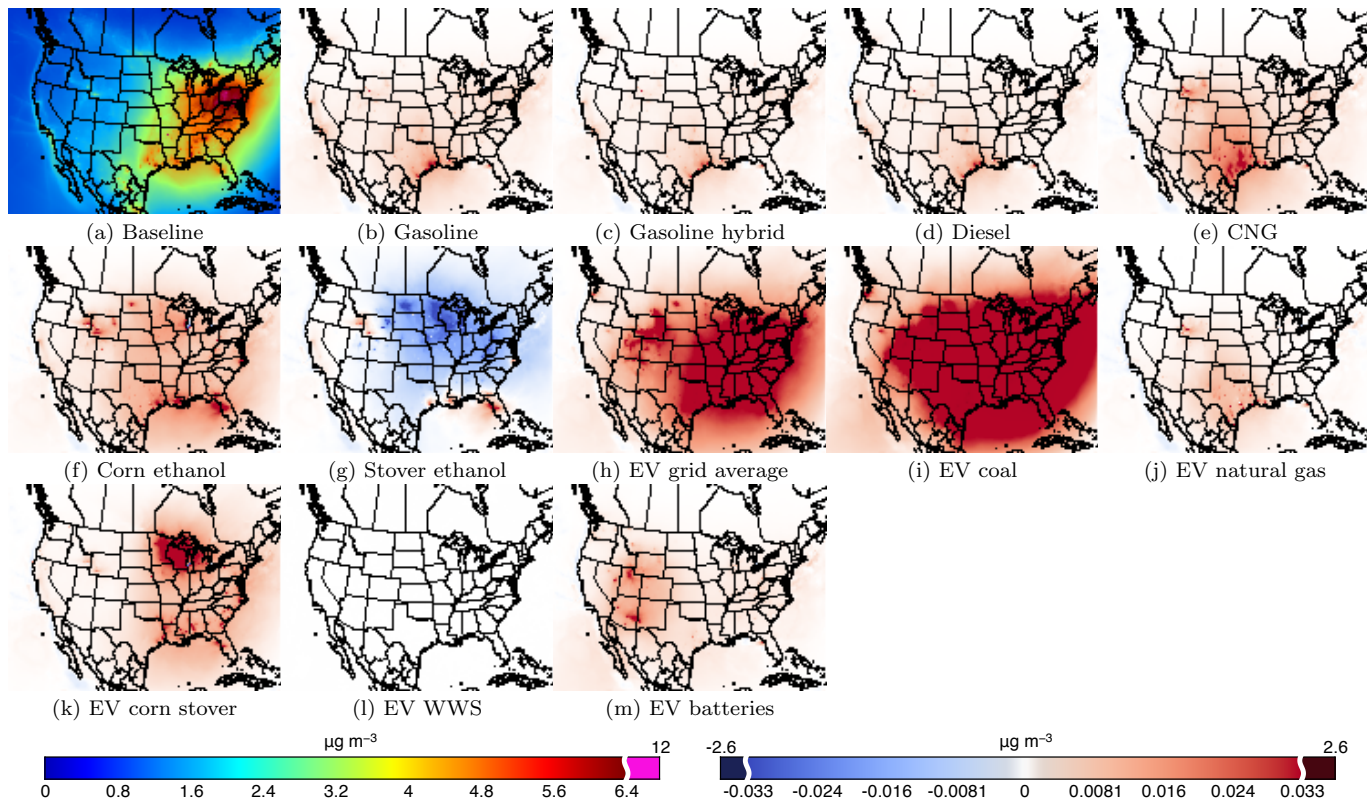 (a) Baseline
(b) Gasoline
(c) Gasoline hybrid
(d) Diesel
(e) CNG
(f) Corn ethanol
(g) Stover ethanol
(h) EV grid average
(i) EV coal
(j) EV natural gas
(k) EV corn stover
(l) EV WWS
(m) EV batteries
µg m⁻³
12
0 0.8 1.6 2.4 3.2 4 4.8 5.6 6.4
-2.6 µg m⁻³ 2.6
-0.033 -0.024 -0.016 -0.0081 0 0.0081 0.016 0.024 0.033